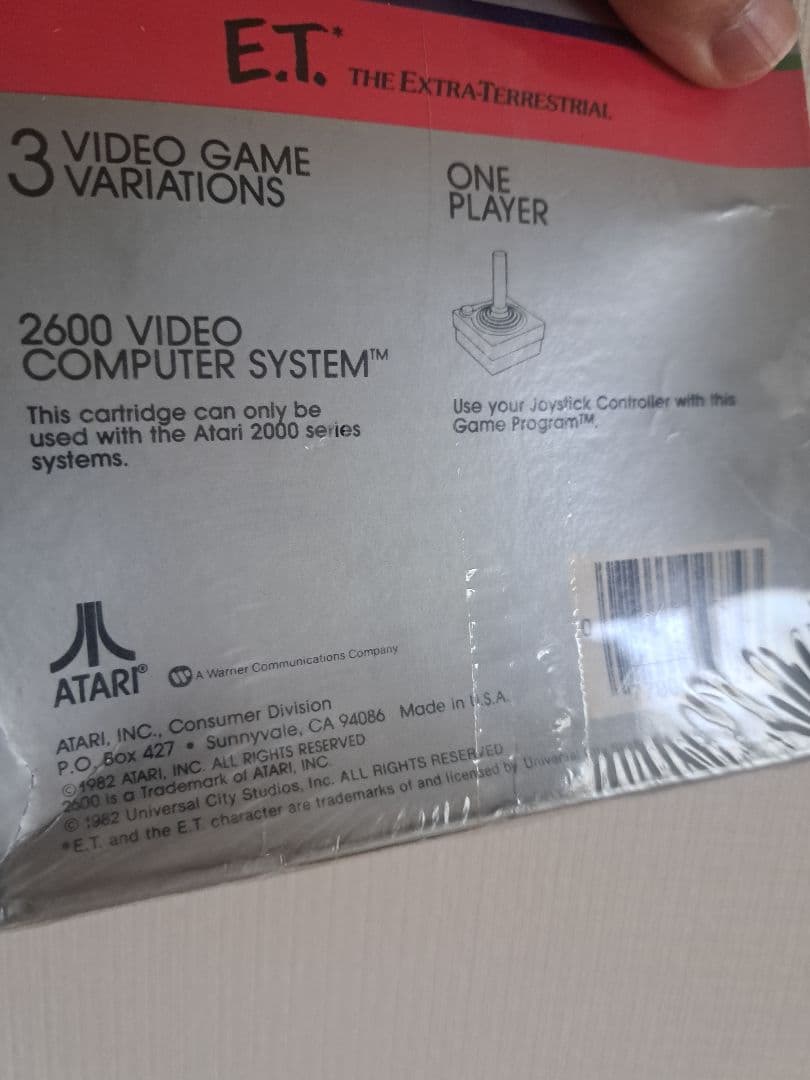 E.T.*
THE EXTRA-TERRESTRIAL
3 VIDEO GAME
VARIATIONS
ONE
PLAYER
2600 VIDEO
COMPUTER SYSTEM™
This cartridge can only be
used with the Atari 2000 series
systems.
Use your Joystick Controller with this
Game Program™.
ATARI®
A Warner Communications Company
ATARI, INC., Consumer Division
P.O. Box 427 • Sunnyvale, CA 94086 Made in U.S.A.
© 1982 ATARI, INC. ALL RIGHTS RESERVED
2600 is a Trademark of ATARI, INC.
© 1982 Universal City Studios, Inc. ALL RIGHTS RESERVED
*E.T. and the E.T. character are trademarks of and licensed by Universal
0